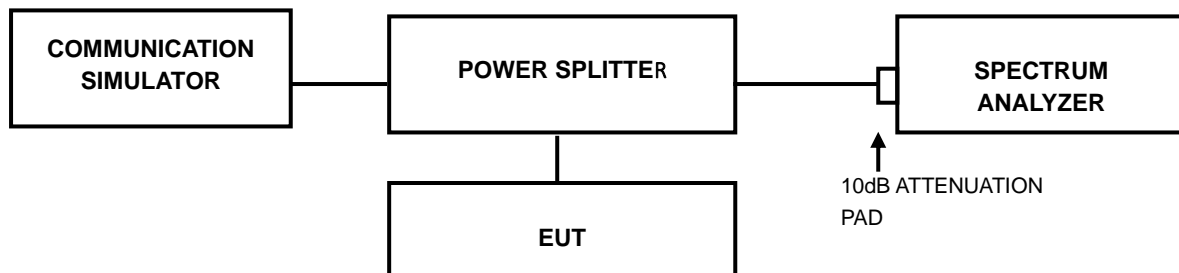 COMMUNICATION
SIMULATOR
POWER SPLITTER
SPECTRUM
ANALYZER
10dB ATTENUATION
PAD
EUT